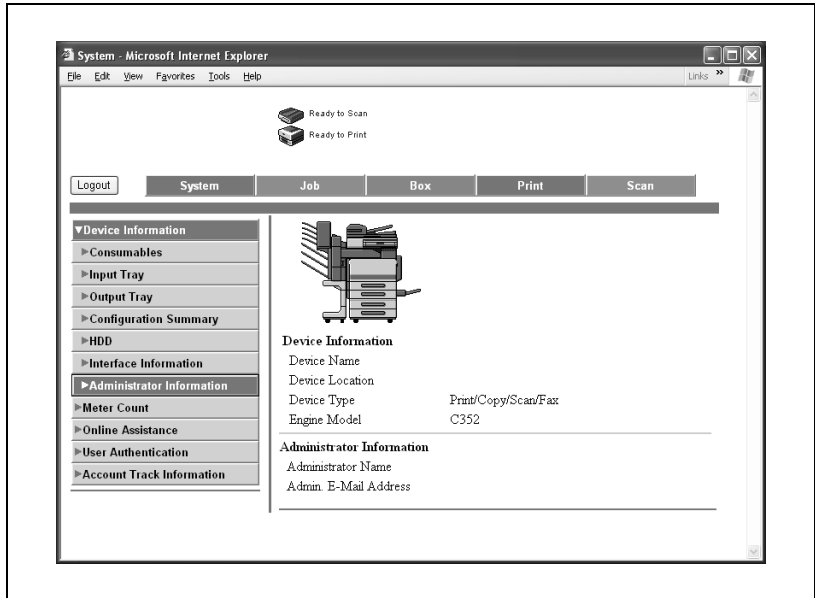 System - Microsoft Internet Explorer
File Edit View Favorites Tools Help Links »
Ready to Scan
Ready to Print
Logout System Job Box Print Scan
▼Device Information
▶Consumables
▶Input Tray
▶Output Tray
▶Configuration Summary
▶HDD
▶Interface Information
▶Administrator Information
▶Meter Count
▶Online Assistance
▶User Authentication
▶Account Track Information
Device Information
Device Name
Device Location
Device Type Print/Copy/Scan/Fax
Engine Model C352
Administrator Information
Administrator Name
Admin. E-Mail Address